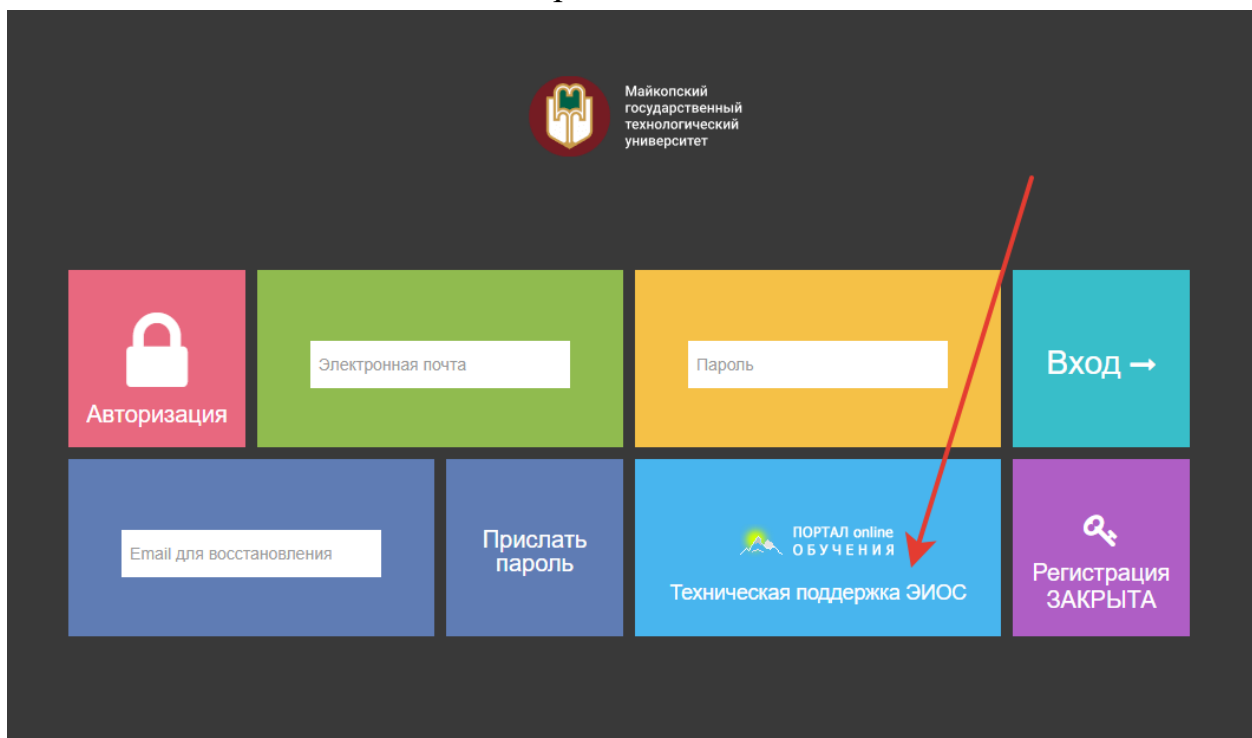 Майкопский
государственный
технологический
университет
Авторизация
Электронная почта
Пароль
Вход →
Email для восстановления
Прислать
пароль
ПОРТАЛ online
ОБУЧЕНИЯ
Техническая поддержка ЭИОС
Регистрация
ЗАКРЫТА